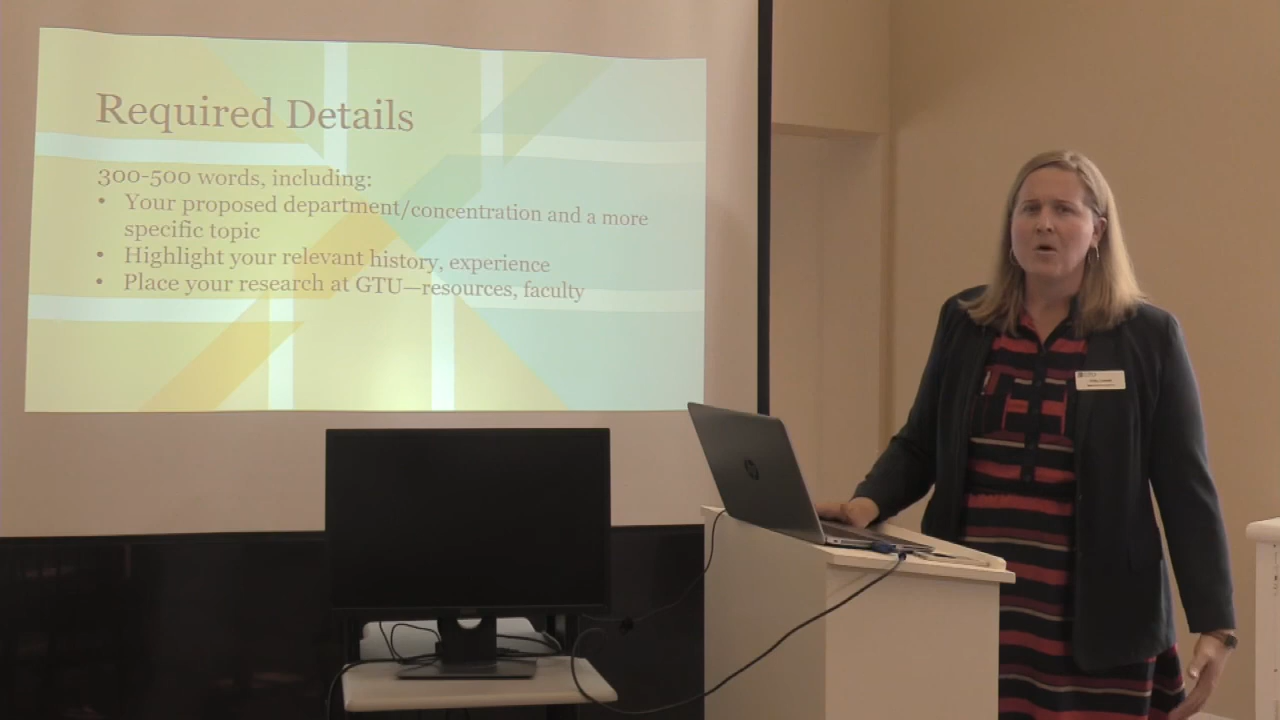 Required Details
300-500 words, including:
• Your proposed department/concentration and a more
specific topic
• Highlight your relevant history, experience
• Place your research at GTU—resources, faculty
hp